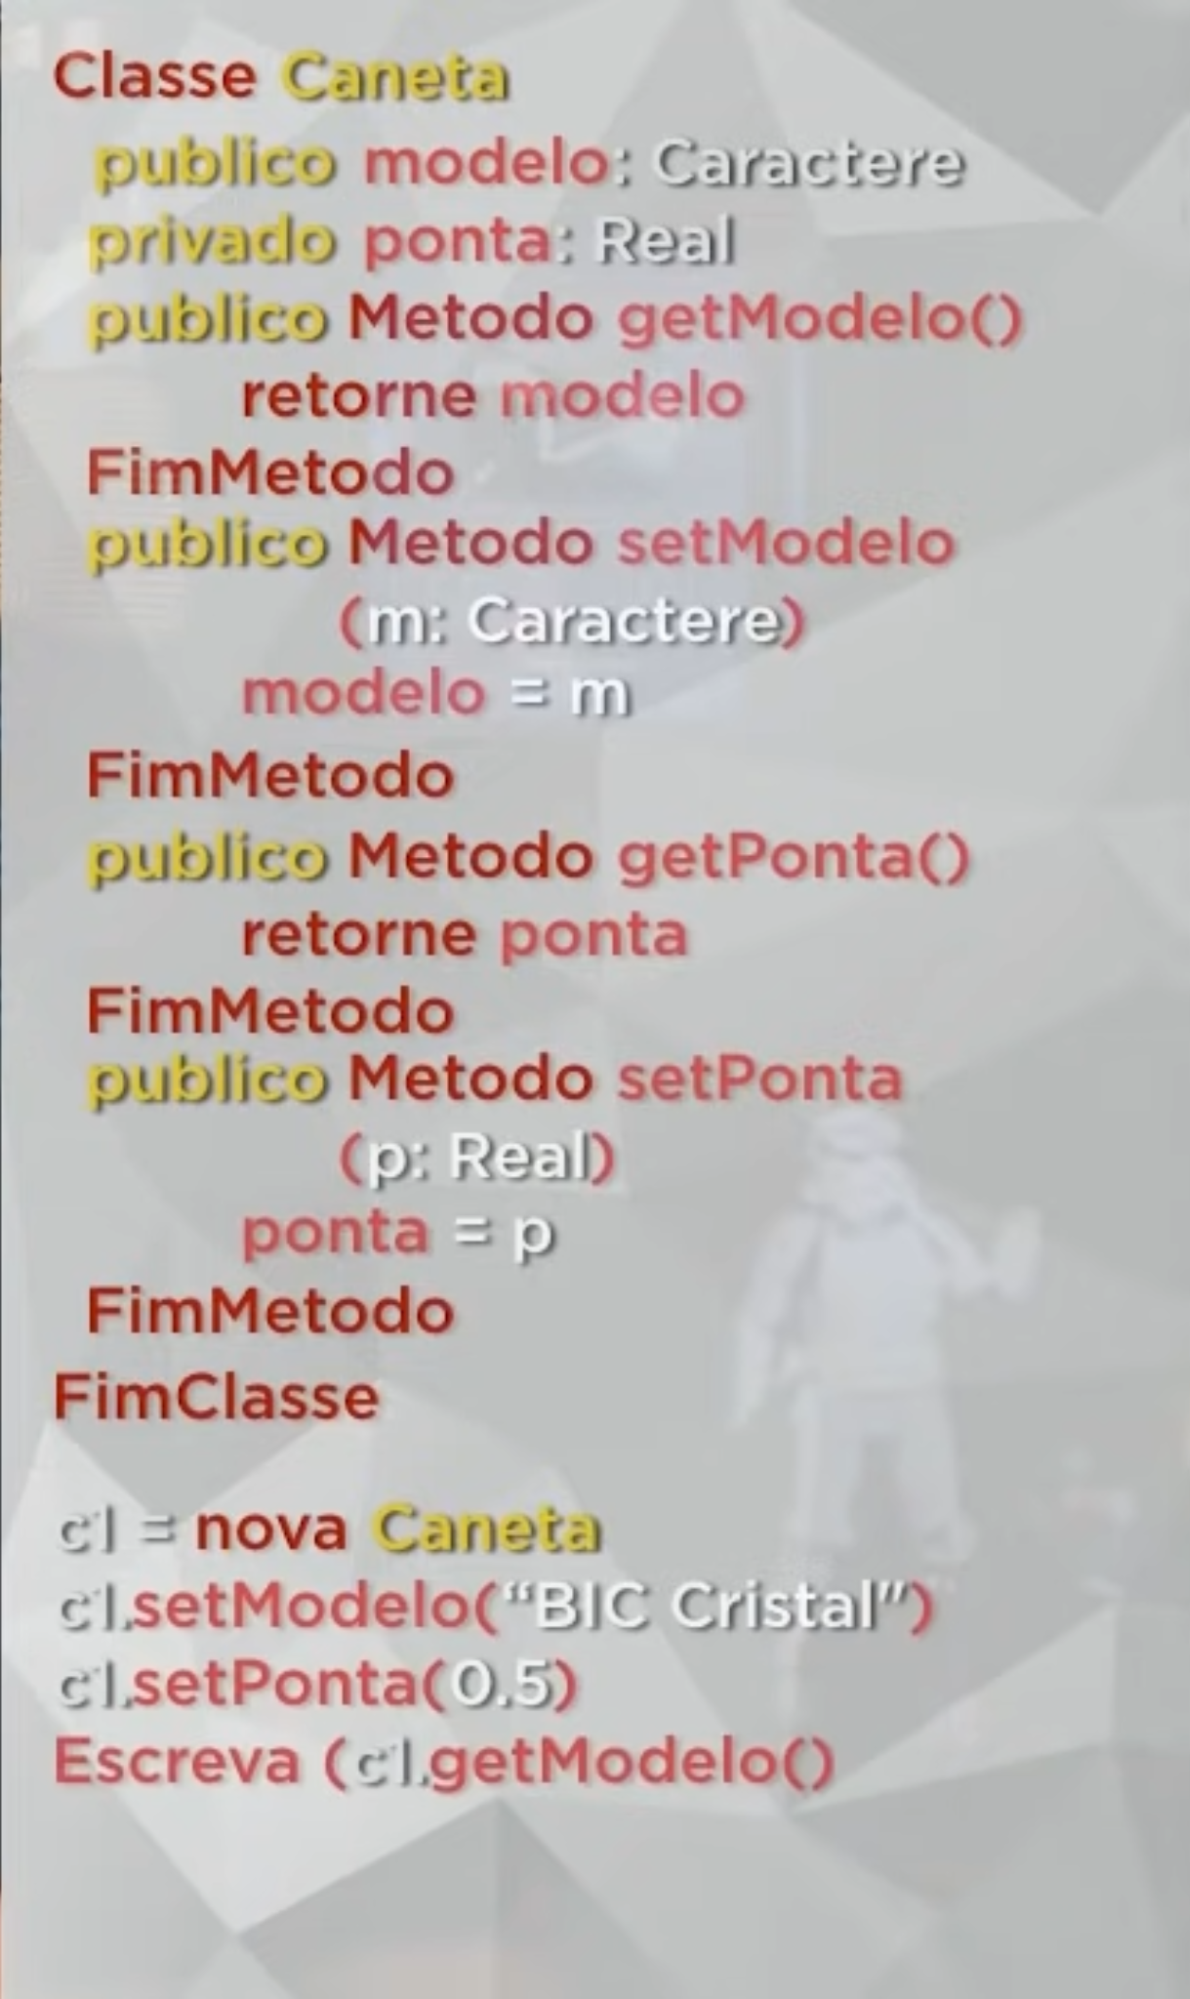 Classe Caneta
publico modelo: Caractere
privado ponta: Real
publico Metodo getModelo()
retorne modelo
FimMetodo
publico Metodo setModelo
(m: Caractere)
modelo = m
FimMetodo
publico Metodo getPonta()
retorne ponta
FimMetodo
publico Metodo setPonta
(p: Real)
ponta = p
FimMetodo
FimClasse
c1 = nova Caneta
c1.setModelo(“BIC Cristal")
c1.setPonta(0.5)
Escreva (c1.getModelo()